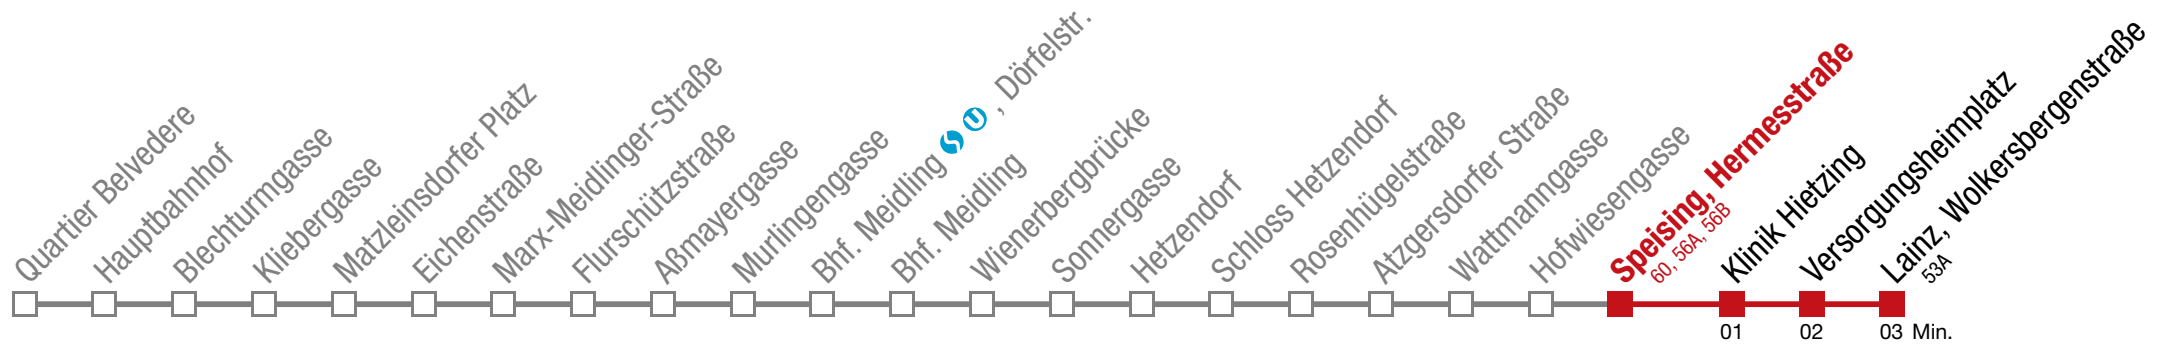 Quartier Belvedere
Hauptbahnhof
Blechturmgasse
Kliebergasse
Matzleinsdorfer Platz
Eichenstraße
Marx-Meidlinger-Straße
Flurschützstraße
Aßmayergasse
Murlingengasse
Bhf. Meidling S U , Dörfelstr.
Bhf. Meidling
Wienerbergbrücke
Sonnergasse
Hetzendorf
Schloss Hetzendorf
Rosenhügelstraße
Atzgersdorfer Straße
Wattmanngasse
Hofwiesengasse
Speising, Hermesstraße
60, 56A, 56B
Klinik Hietzing
Versorgungsheimplatz
Lainz, Wolkersbergenstraße
53A
01 02 03 Min.